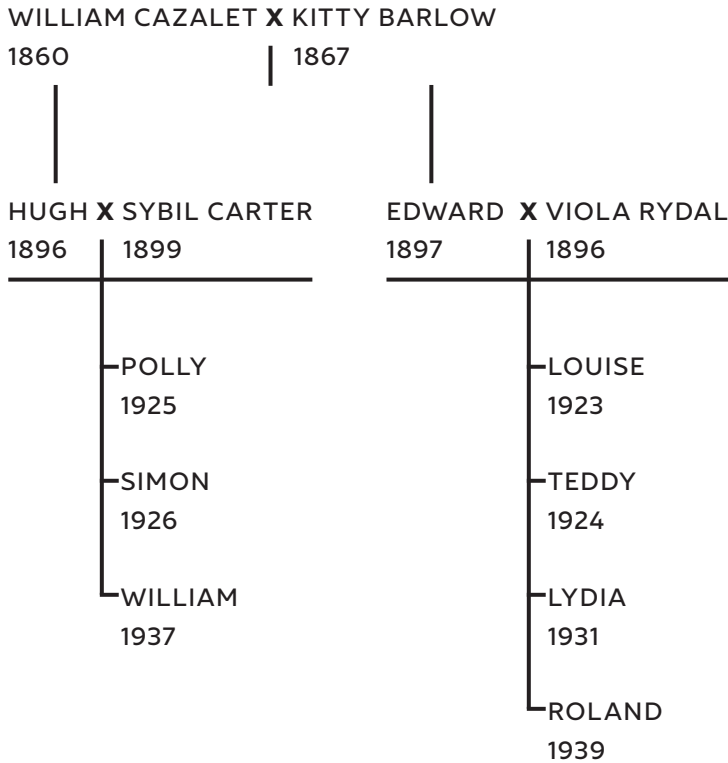 WILLIAM CAZALET X KITTY BARLOW
1860 1867
HUGH X SYBIL CARTER EDWARD X VIOLA RYDAL
1896 1899 1897 1896
POLLY LOUISE
1925 1923
SIMON TEDDY
1926 1924
WILLIAM LYDIA
1937 1931
ROLAND
1939